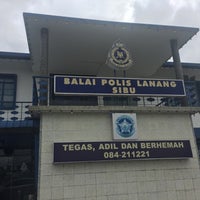 BALAI POLIS LANANG
SIBU
TEGAS, ADIL DAN BERHEMAH
084-211221